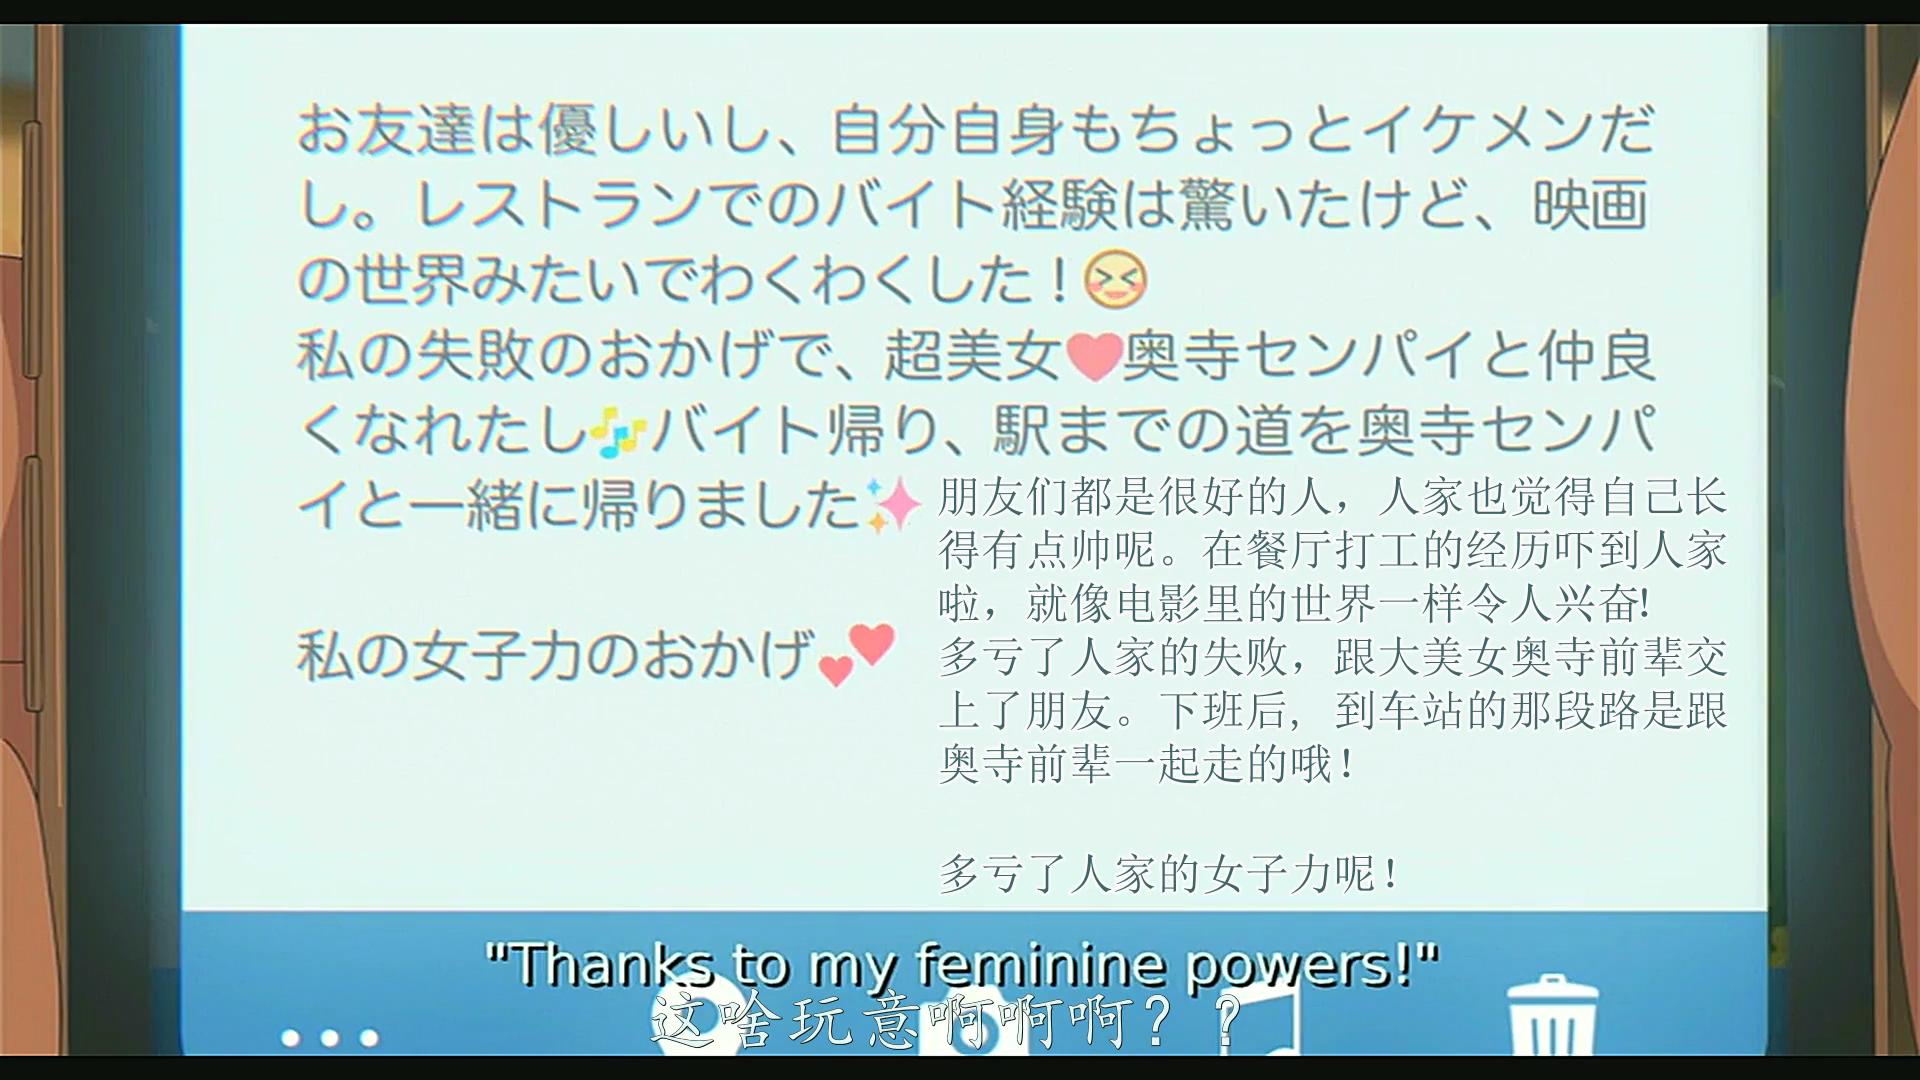 お友達は優しいし、自分自身もちょっとイケメンだ
し。レストランでのバイト経験は驚いたけど、映画
の世界みたいでわくわくした！😆
私の失敗のおかげで、超美女❤奥寺センパイと仲良
くなれたし🎶バイト帰り、駅までの道を奥寺センパ
イと一緒に帰りました✨
私の女子力のおかげ💕
朋友们都是很好的人，人家也觉得自己长
得有点帅呢。在餐厅打工的经历吓到人家
啦，就像电影里的世界一样令人兴奋!
多亏了人家的失败，跟大美女奥寺前辈交
上了朋友。下班后，到车站的那段路是跟
奥寺前辈一起走的哦！
多亏了人家的女子力呢！
"Thanks to my feminine powers!"
这啥玩意啊啊啊？？